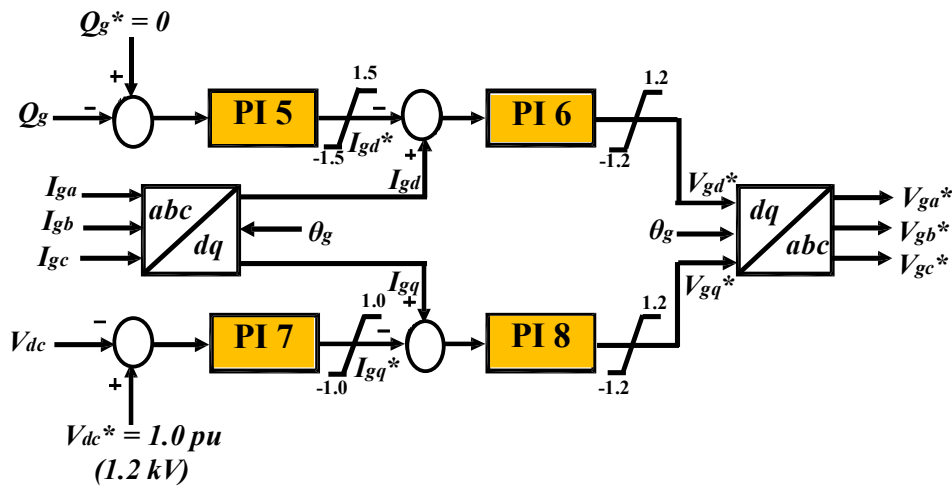 Qg* = 0
+
Qg
−
PI 5
1.5
-1.5
−
Igd*
+
Igd
PI 6
1.2
-1.2
Vgd*
Iga
Igb
Igc
abc
dq
θg
θg
dq
abc
Vga*
Vgb*
Vgc*
Igq
+
Vgq*
Vdc
−
+
PI 7
1.0
-1.0
−
Igq*
PI 8
1.2
-1.2
Vdc* = 1.0 pu
(1.2 kV)